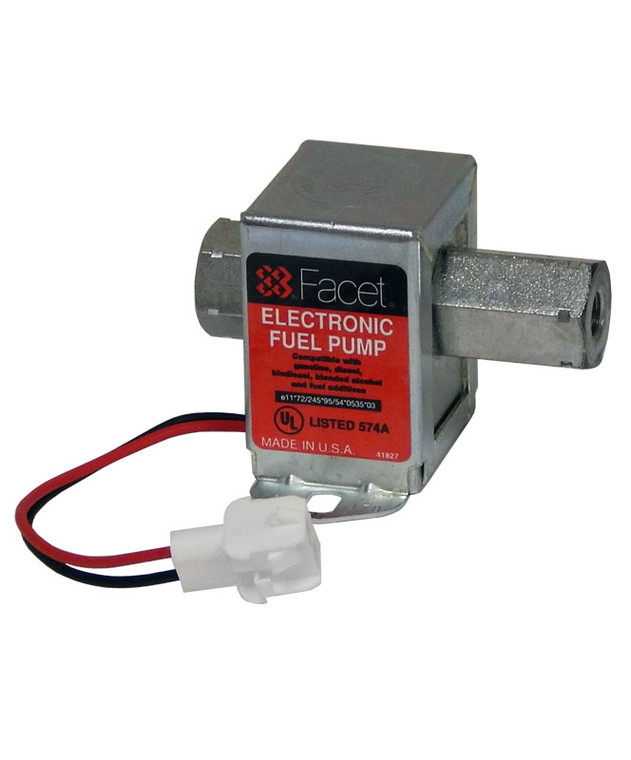 Facet®
ELECTRONIC
FUEL PUMP
Compatible with
gasoline, diesel,
biodiesel, blended alcohol
and fuel additives
e11*72/245*95/54*0535*03
UL® LISTED 574A
MADE IN U.S.A.
41827